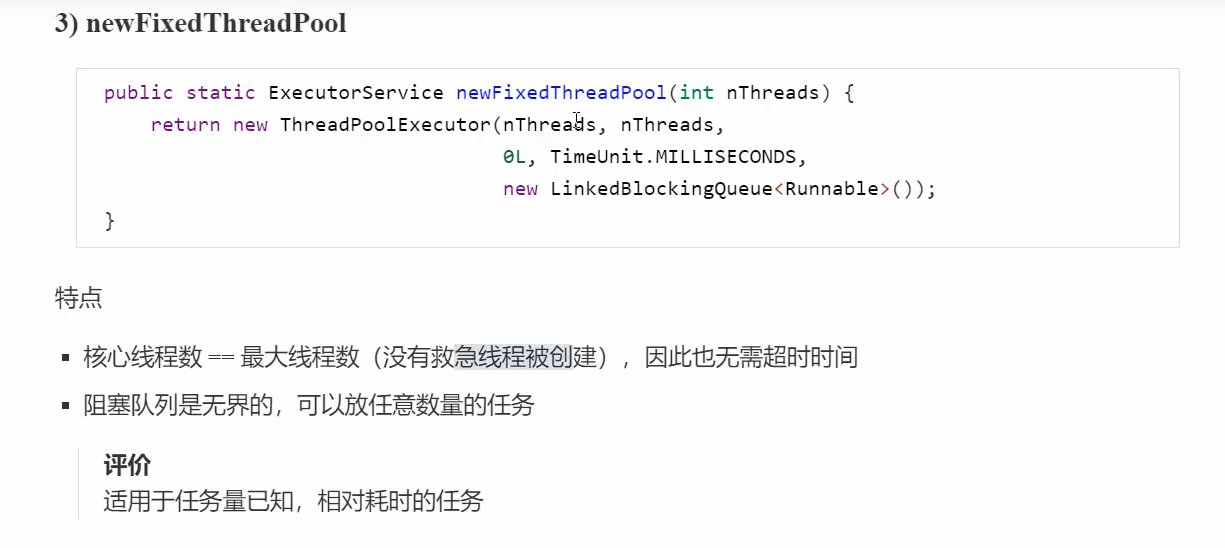 3) newFixedThreadPool
public static ExecutorService newFixedThreadPool(int nThreads) {
return new ThreadPoolExecutor(nThreads, nThreads,
0L, TimeUnit.MILLISECONDS,
new LinkedBlockingQueue<Runnable>());
}
特点
▪ 核心线程数 == 最大线程数（没有救急线程被创建），因此也无需超时时间
▪ 阻塞队列是无界的，可以放任意数量的任务
评价
适用于任务量已知，相对耗时的任务